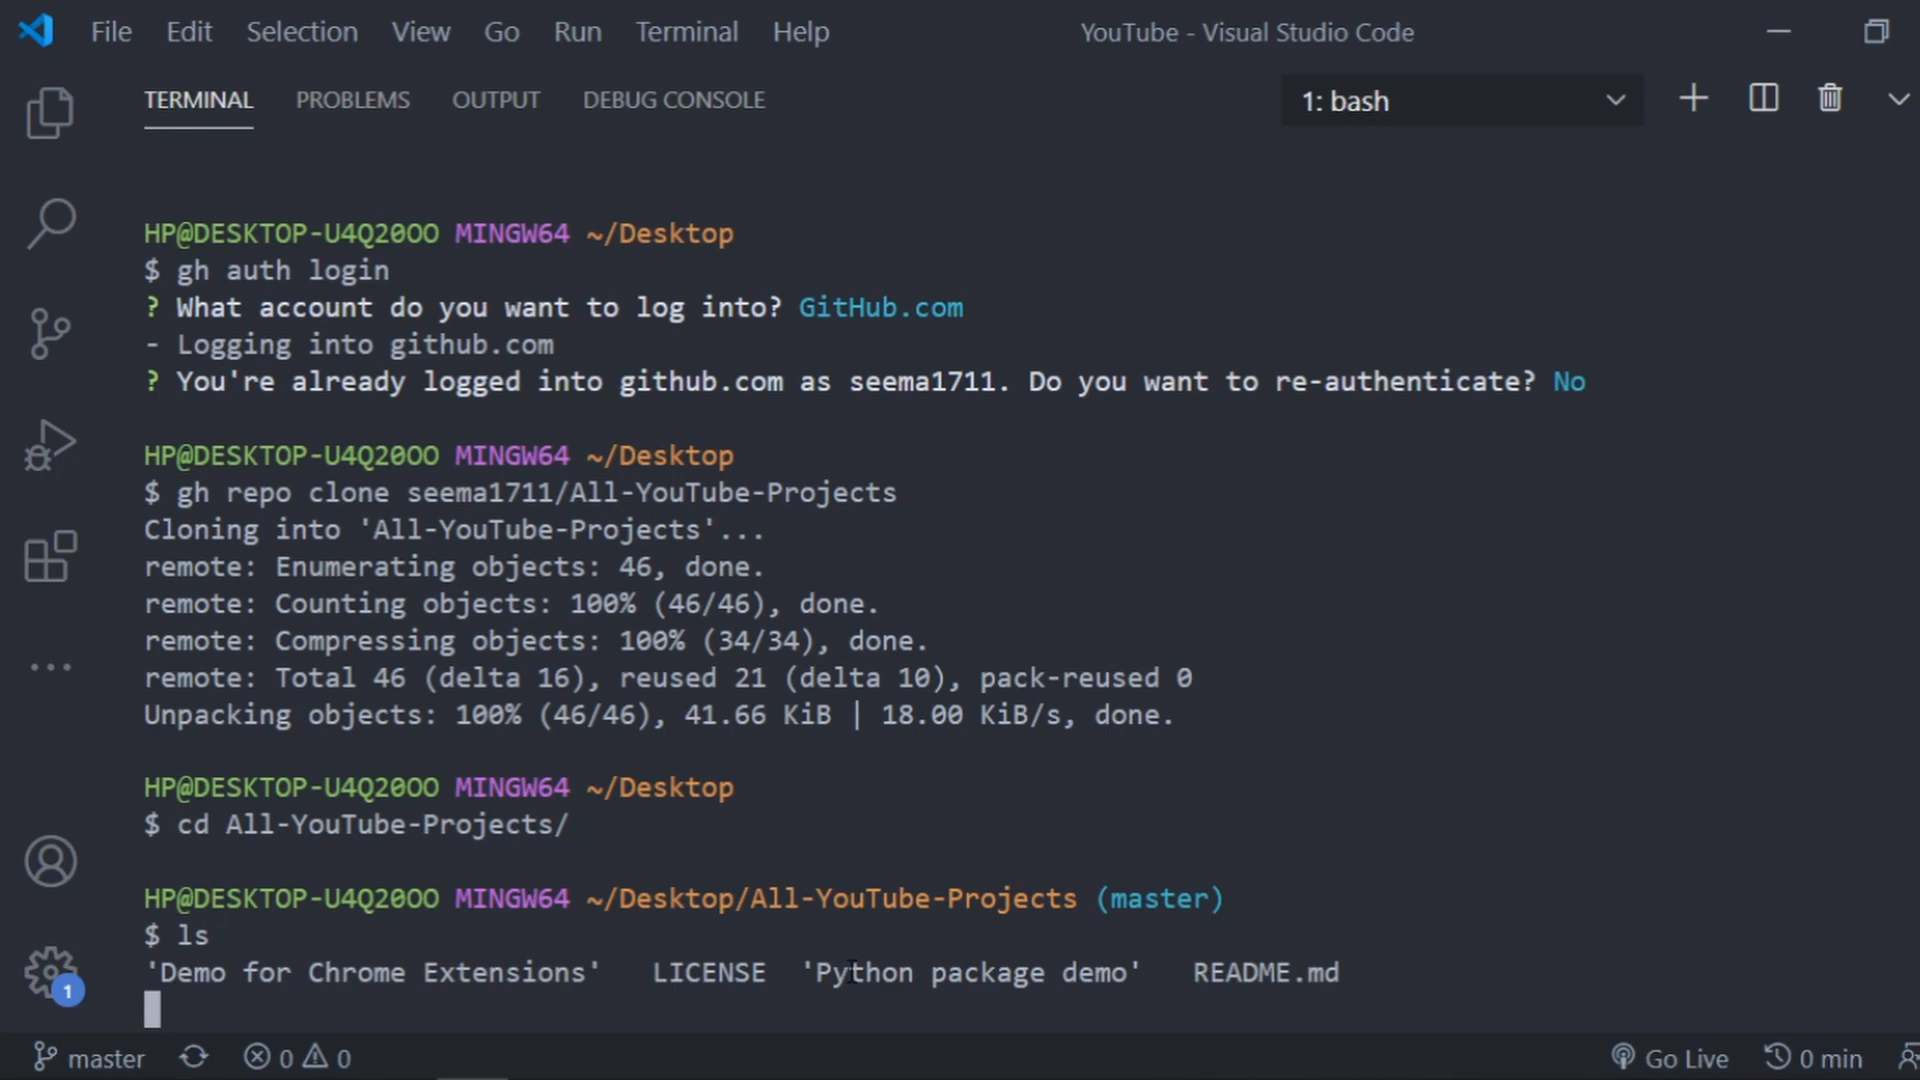 File Edit Selection View Go Run Terminal Help YouTube - Visual Studio Code
TERMINAL PROBLEMS OUTPUT DEBUG CONSOLE 1: bash
HP@DESKTOP-U4Q20OO MINGW64 ~/Desktop
$ gh auth login
? What account do you want to log into? GitHub.com
- Logging into github.com
? You're already logged into github.com as seema1711. Do you want to re-authenticate? No
HP@DESKTOP-U4Q20OO MINGW64 ~/Desktop
$ gh repo clone seema1711/All-YouTube-Projects
Cloning into 'All-YouTube-Projects'...
remote: Enumerating objects: 46, done.
remote: Counting objects: 100% (46/46), done.
remote: Compressing objects: 100% (34/34), done.
remote: Total 46 (delta 16), reused 21 (delta 10), pack-reused 0
Unpacking objects: 100% (46/46), 41.66 KiB | 18.00 KiB/s, done.
HP@DESKTOP-U4Q20OO MINGW64 ~/Desktop
$ cd All-YouTube-Projects/
HP@DESKTOP-U4Q20OO MINGW64 ~/Desktop/All-YouTube-Projects (master)
$ ls
'Demo for Chrome Extensions' LICENSE 'Python package demo' README.md
1
master 0 0 Go Live 0 min